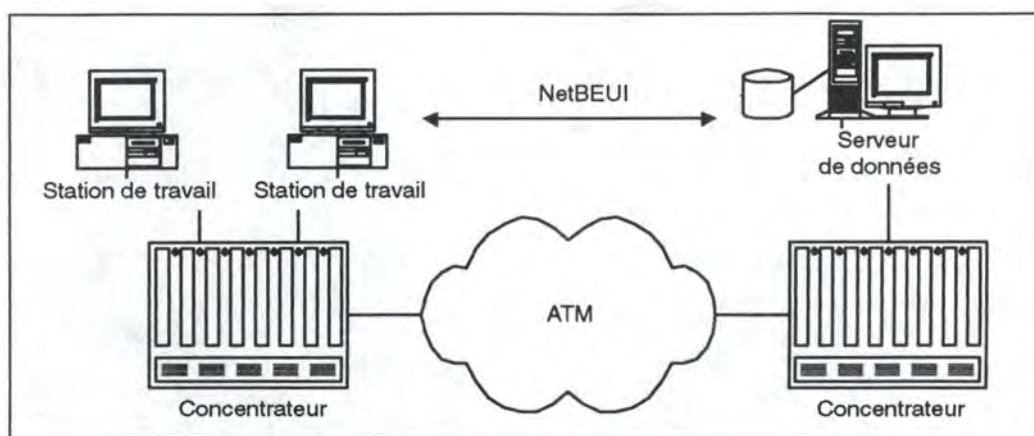 NetBEUI
Serveur
de données
Station de travail
Station de travail
ATM
Concentrateur
Concentrateur